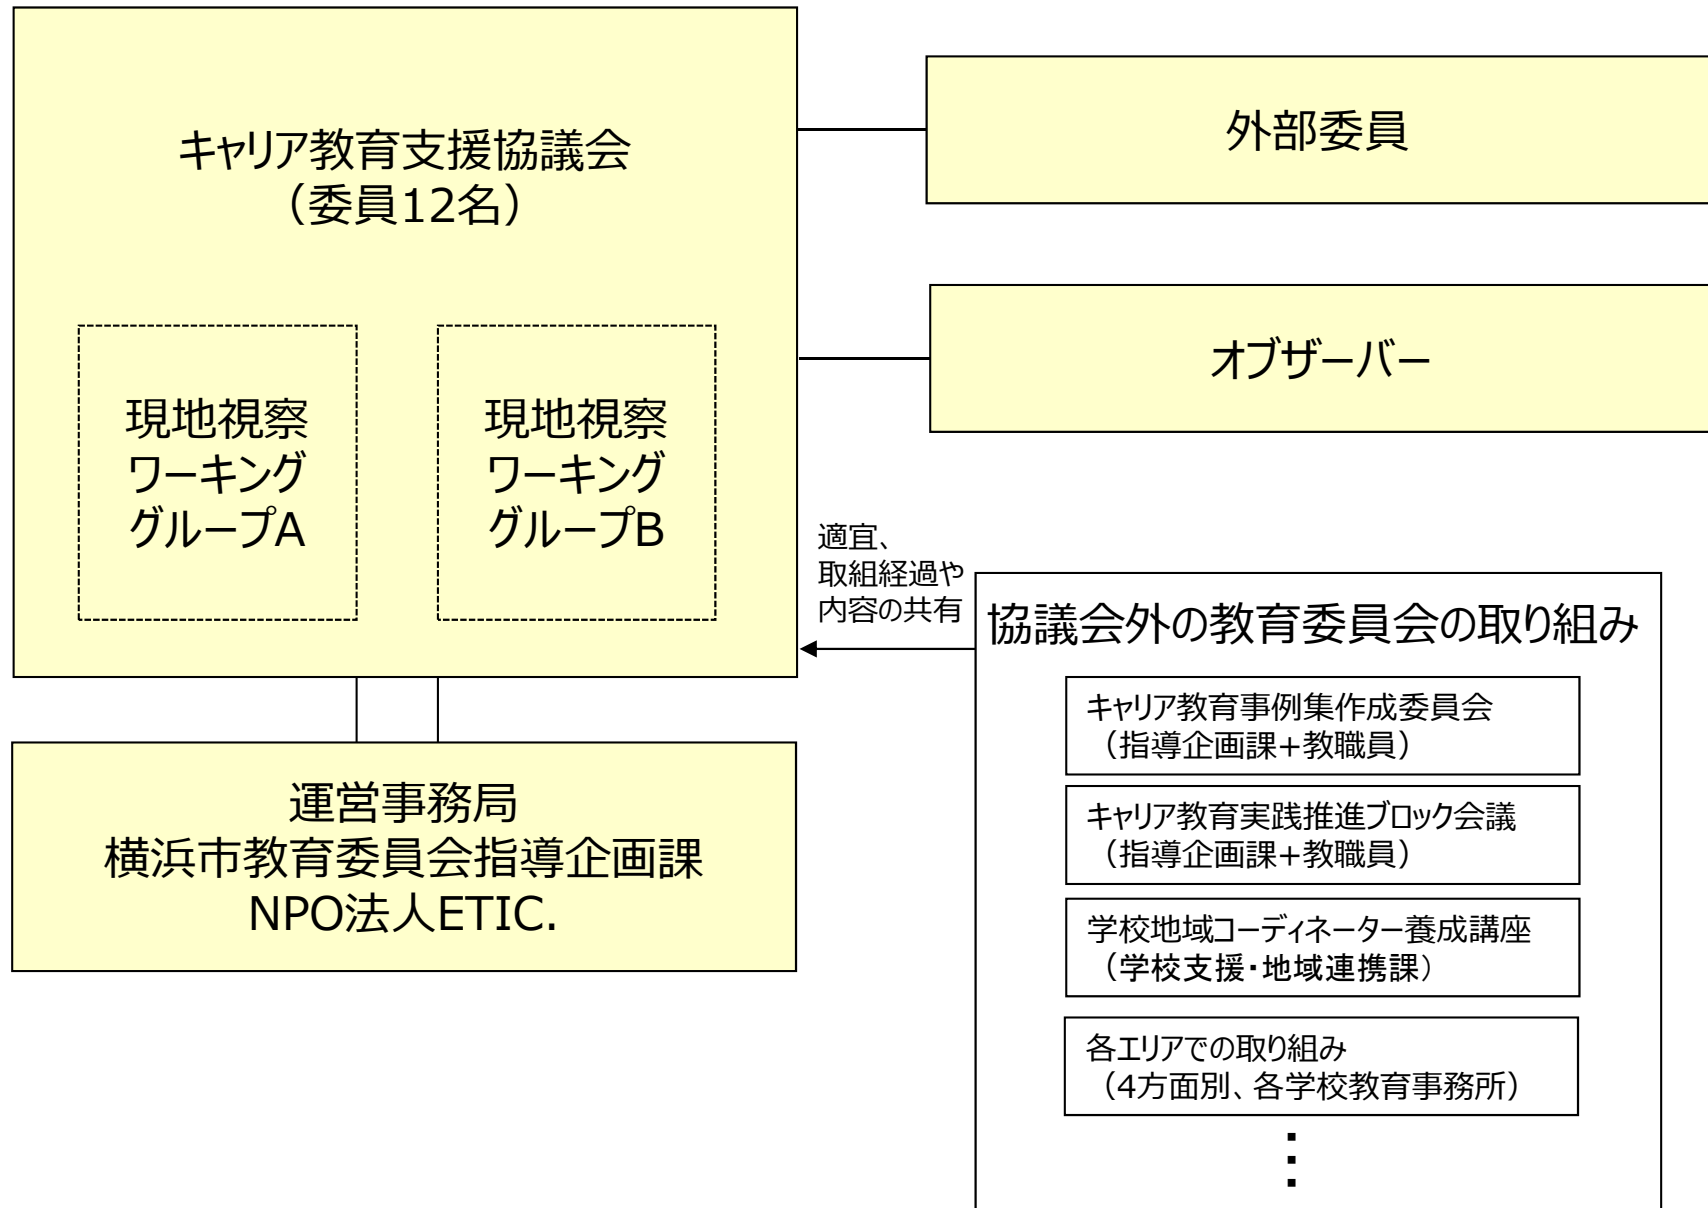 キャリア教育支援協議会
（委員12名）
現地視察
ワーキング
グループA
現地視察
ワーキング
グループB
外部委員
オブザーバー
適宜、
取組経過や
内容の共有
運営事務局
横浜市教育委員会指導企画課
NPO法人ETIC.
協議会外の教育委員会の取り組み
キャリア教育事例集作成委員会
（指導企画課+教職員）
キャリア教育実践推進ブロック会議
（指導企画課+教職員）
学校地域コーディネーター養成講座
（学校支援・地域連携課）
各エリアでの取り組み
（4方面別、各学校教育事務所）